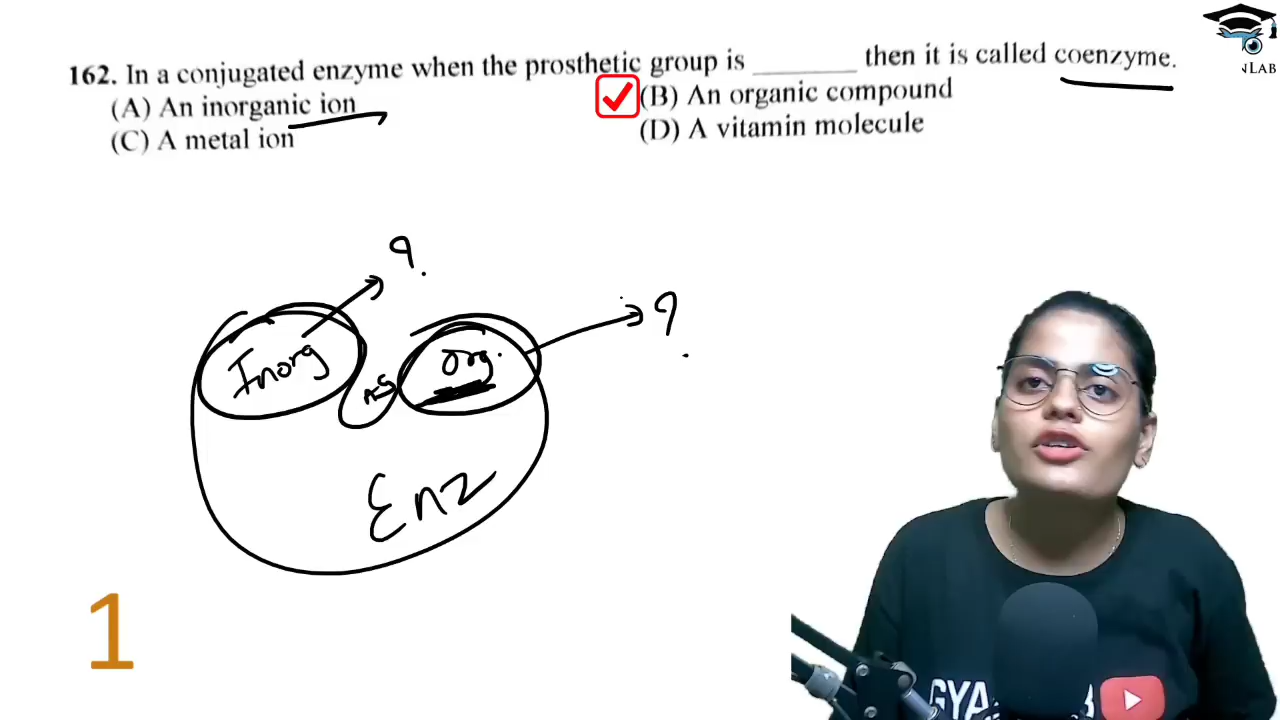 162. In a conjugated enzyme when the prosthetic group is ________ then it is called coenzyme.
(A) An inorganic ion
(B) An organic compound
(C) A metal ion
(D) A vitamin molecule
NLAB
?
?
Inorg
Org.
Enz
1